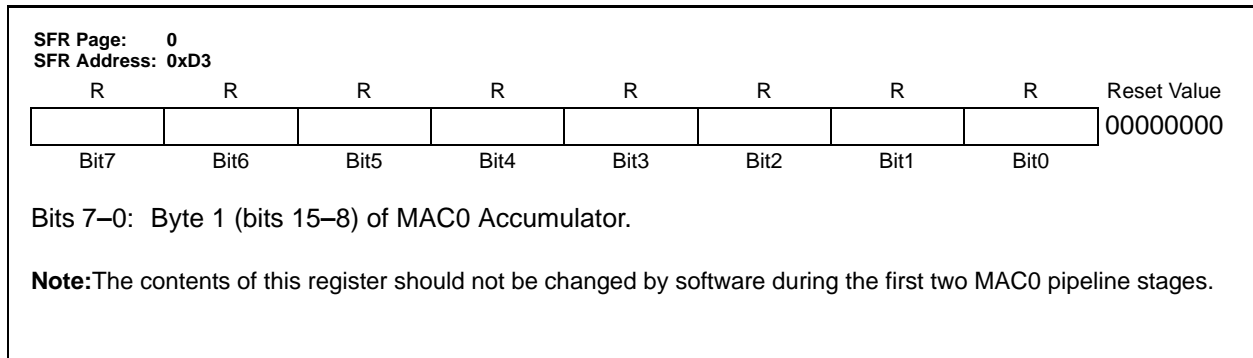 SFR Page: 0
SFR Address: 0xD3
R R R R R R R R Reset Value
00000000
Bit7 Bit6 Bit5 Bit4 Bit3 Bit2 Bit1 Bit0
Bits 7–0: Byte 1 (bits 15–8) of MAC0 Accumulator.
Note:The contents of this register should not be changed by software during the first two MAC0 pipeline stages.